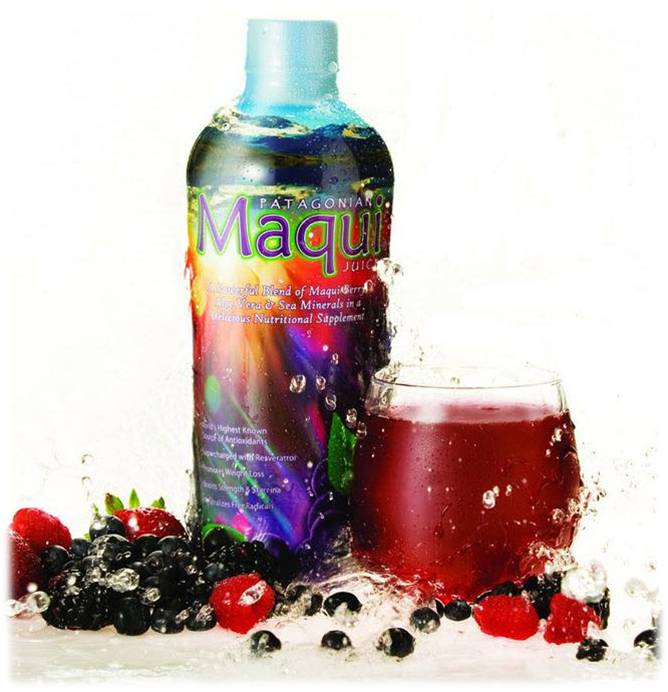 PATAGONIAN
Maqui
JUICE
Powerful Blend of Maqui Berry
Aloe Vera & Sea Minerals in a
Delicious Nutritional Supplement
World's Highest Known
Source of Antioxidants
Supercharged with Resveratrol
Promotes Weight Loss
Boosts Strength & Stamina
Neutralizes Free Radicals